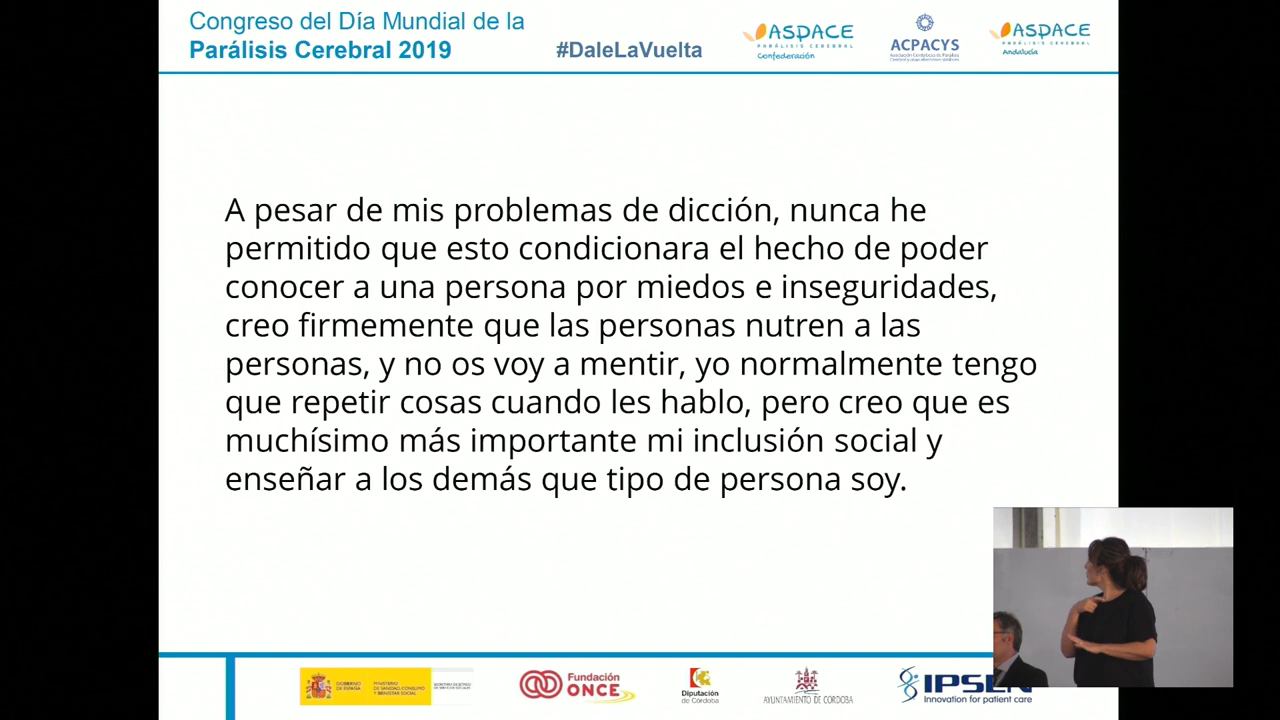 Congreso del Día Mundial de la
Parálisis Cerebral 2019
#DaleLaVuelta
ASPACE
PARÁLISIS CEREBRAL
Confederación
ACPACYS
ASPACE
PARÁLISIS CEREBRAL
Andalucía
A pesar de mis problemas de dicción, nunca he
permitido que esto condicionara el hecho de poder
conocer a una persona por miedos e inseguridades,
creo firmemente que las personas nutren a las
personas, y no os voy a mentir, yo normalmente tengo
que repetir cosas cuando les hablo, pero creo que es
muchísimo más importante mi inclusión social y
enseñar a los demás que tipo de persona soy.
GOBIERNO
DE ESPAÑA
MINISTERIO
DE SANIDAD, CONSUMO
Y BIENESTAR SOCIAL
Fundación
ONCE
Diputación
de Córdoba
AYUNTAMIENTO DE CÓRDOBA
IPSEN
Innovation for patient care